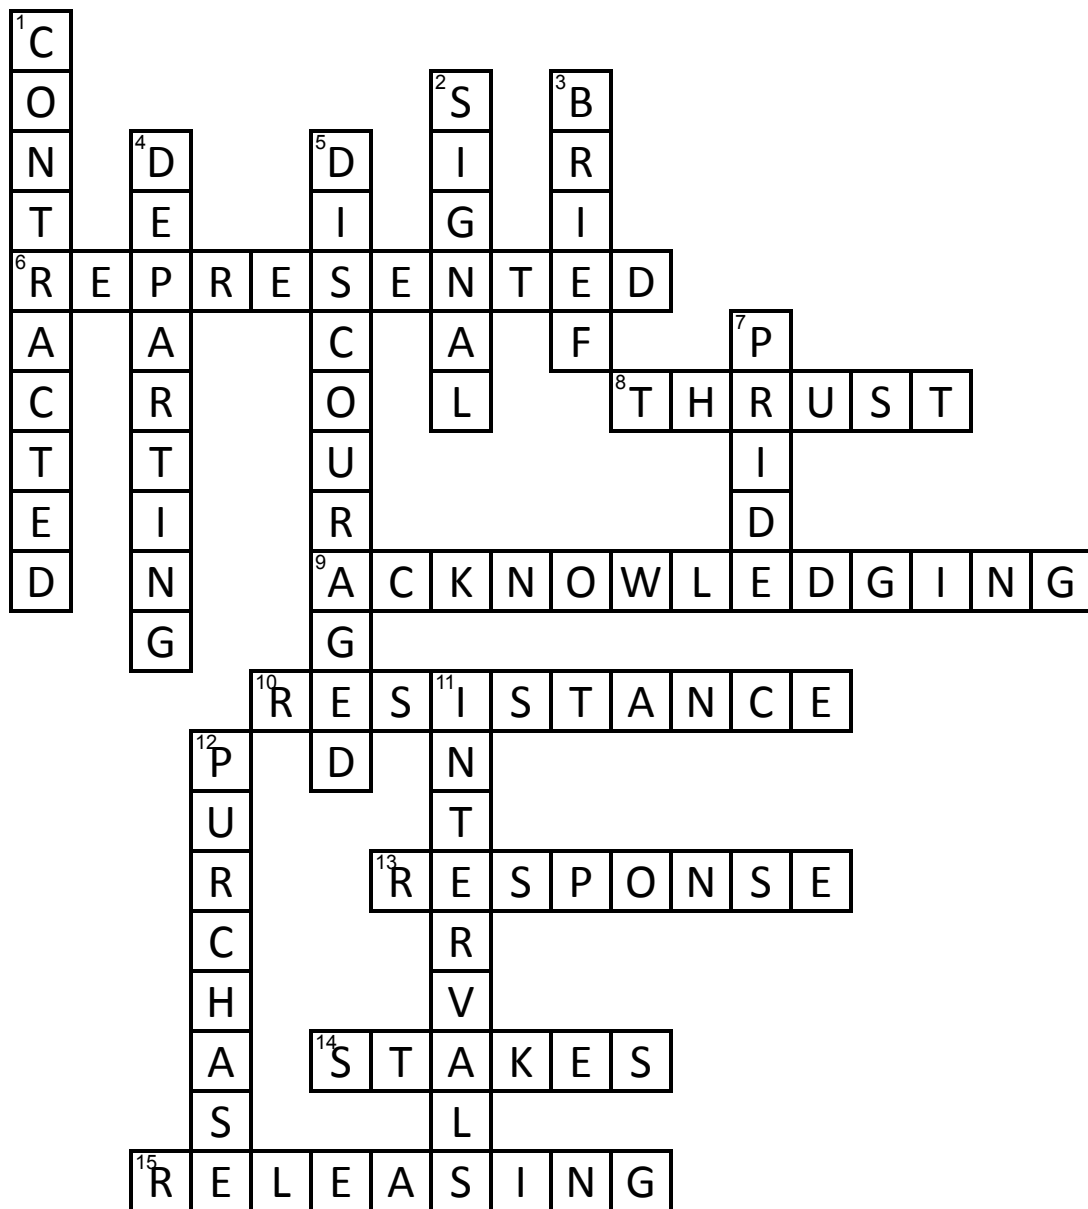 1 C
O 2 S 3 B
N 4 D 5 D I R
T E I G I
6 R E P R E S E N T E D
A A C A F 7 P
C R O L 8 T H R U S T
T T U I
E I R D
D N 9 A C K N O W L E D G I N G
G G
10 R E S 11 I S T A N C E
12 P D N
U T
R 13 R E S P O N S E
C R
H V
A 14 S T A K E S
S L
15 R E L E A S I N G